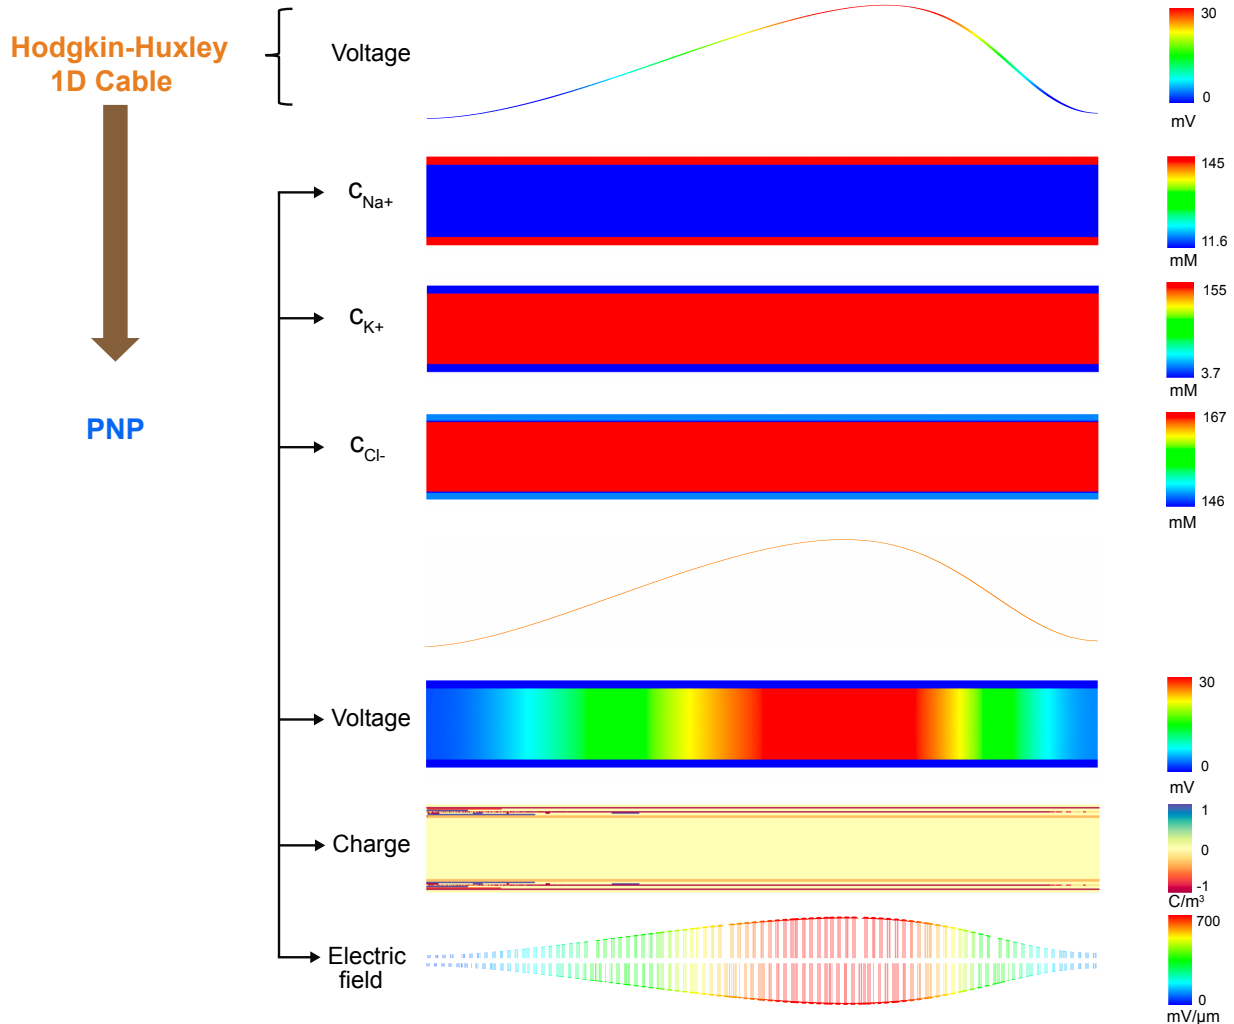 Hodgkin-Huxley
1D Cable
Voltage
30
0
mV
cNa+
145
11.6
mM
cK+
155
3.7
mM
PNP
cCl-
167
146
mM
Voltage
30
0
mV
Charge
1
0
-1
C/m³
Electric
field
700
0
mV/µm